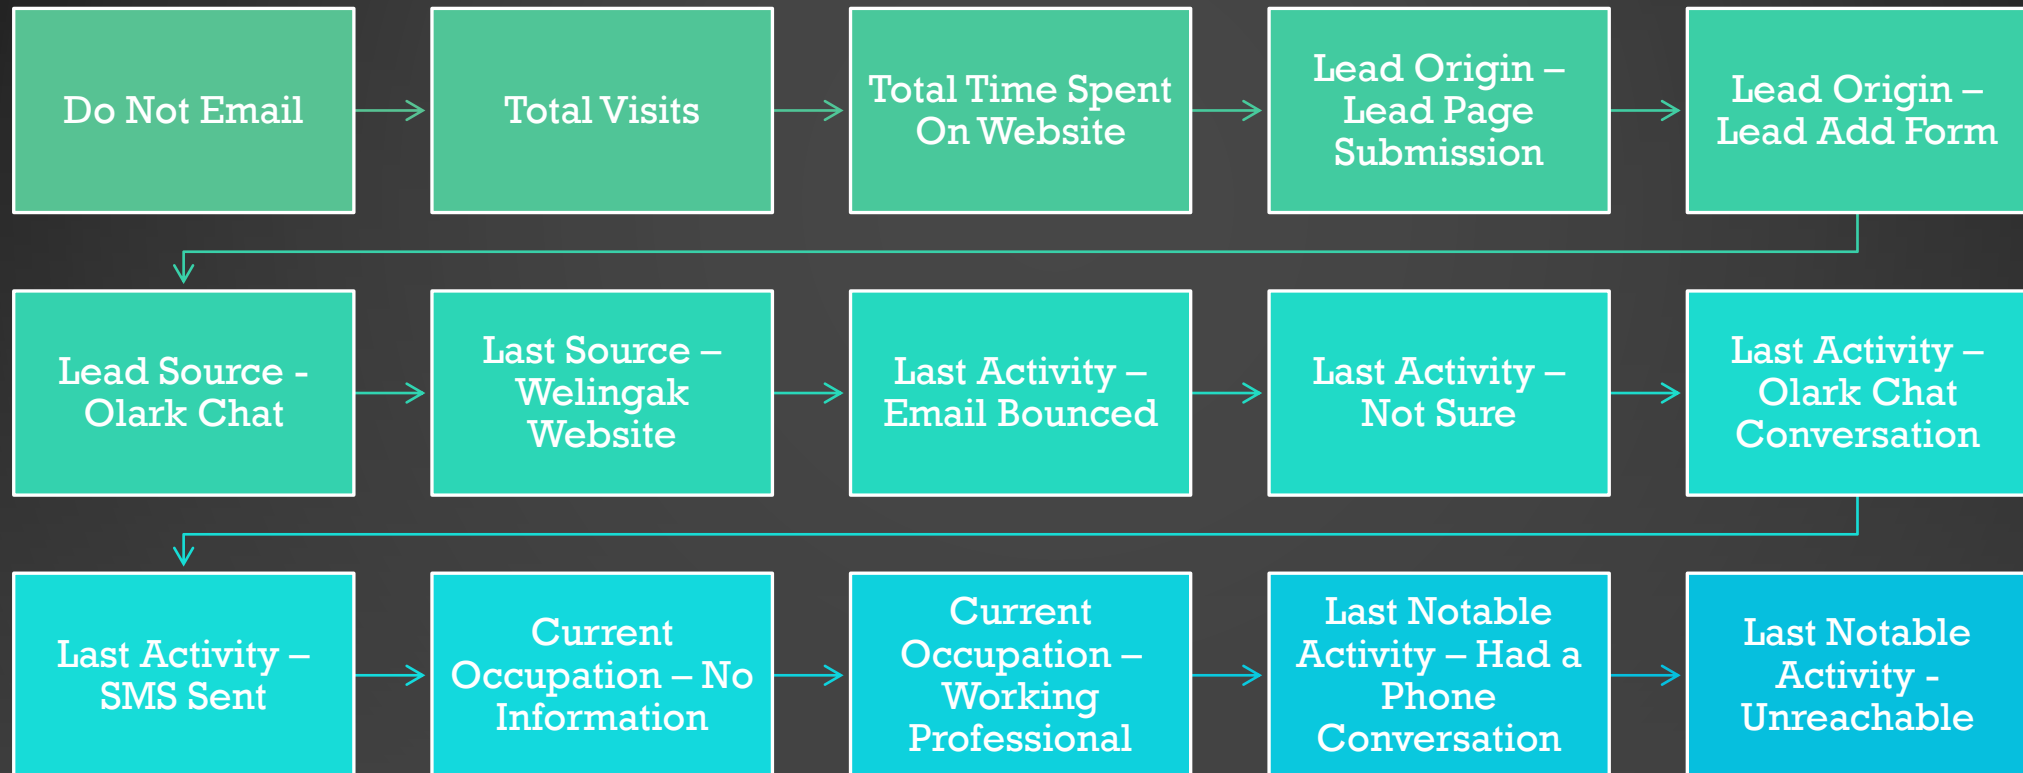 Do Not Email
Total Visits
Total Time Spent
On Website
Lead Origin –
Lead Page
Submission
Lead Origin –
Lead Add Form
Lead Source -
Olark Chat
Last Source –
Welingak
Website
Last Activity –
Email Bounced
Last Activity –
Not Sure
Last Activity –
Olark Chat
Conversation
Last Activity –
SMS Sent
Current
Occupation – No
Information
Current
Occupation –
Working
Professional
Last Notable
Activity – Had a
Phone
Conversation
Last Notable
Activity -
Unreachable